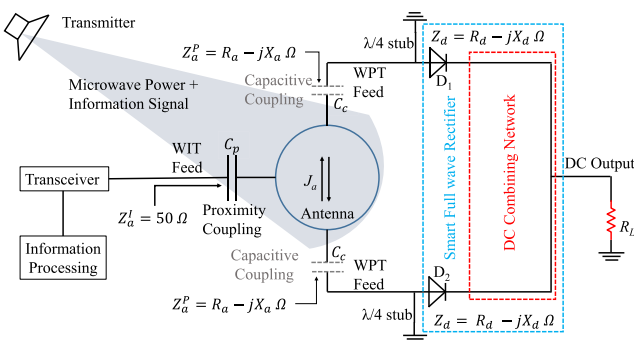 Transmitter
Microwave Power +
Information Signal
Z_a^P = R_a − jX_a Ω
Capacitive
Coupling
C_c
WPT
Feed
λ/4 stub
Z_d = R_d − jX_d Ω
D₁
WIT
Feed
C_p
Proximity
Coupling
Z_a^I = 50 Ω
Transceiver
Information
Processing
J_a
Antenna
Capacitive
Coupling
C_c
Z_a^P = R_a − jX_a Ω
WPT
Feed
λ/4 stub
D₂
Z_d = R_d − jX_d Ω
Smart Full wave Rectifier
DC Combining Network
DC Output
R_L